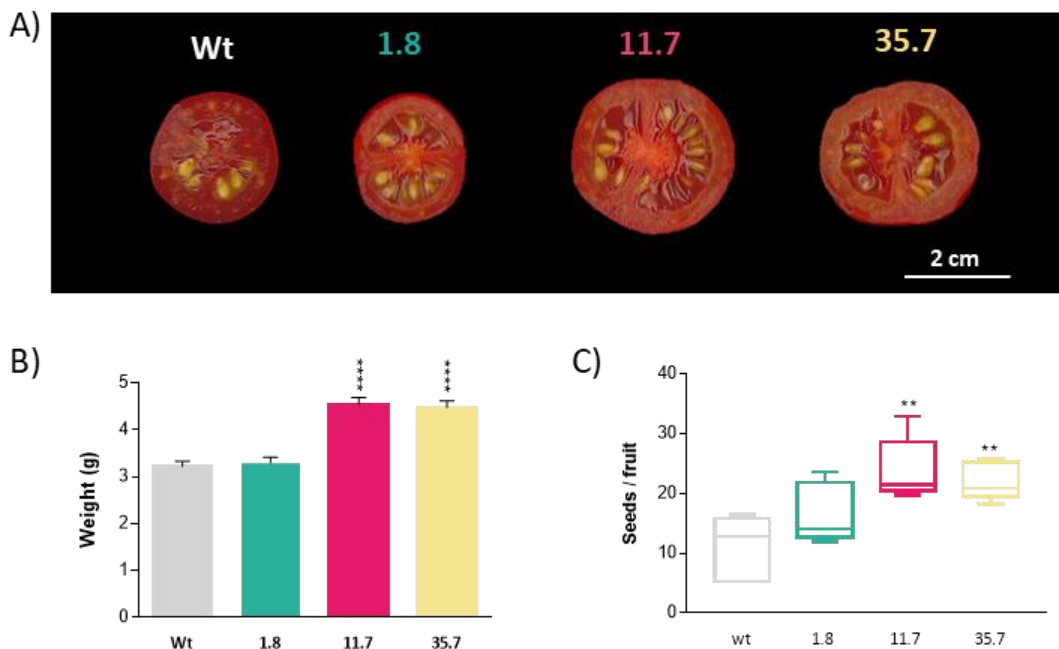 A)
Wt 1.8 11.7 35.7
2 cm
B)
Weight (g)
5
4
3
2
1
0
**** ****
Wt 1.8 11.7 35.7
C)
Seeds / fruit
40
30
20
10
0
** **
wt 1.8 11.7 35.7